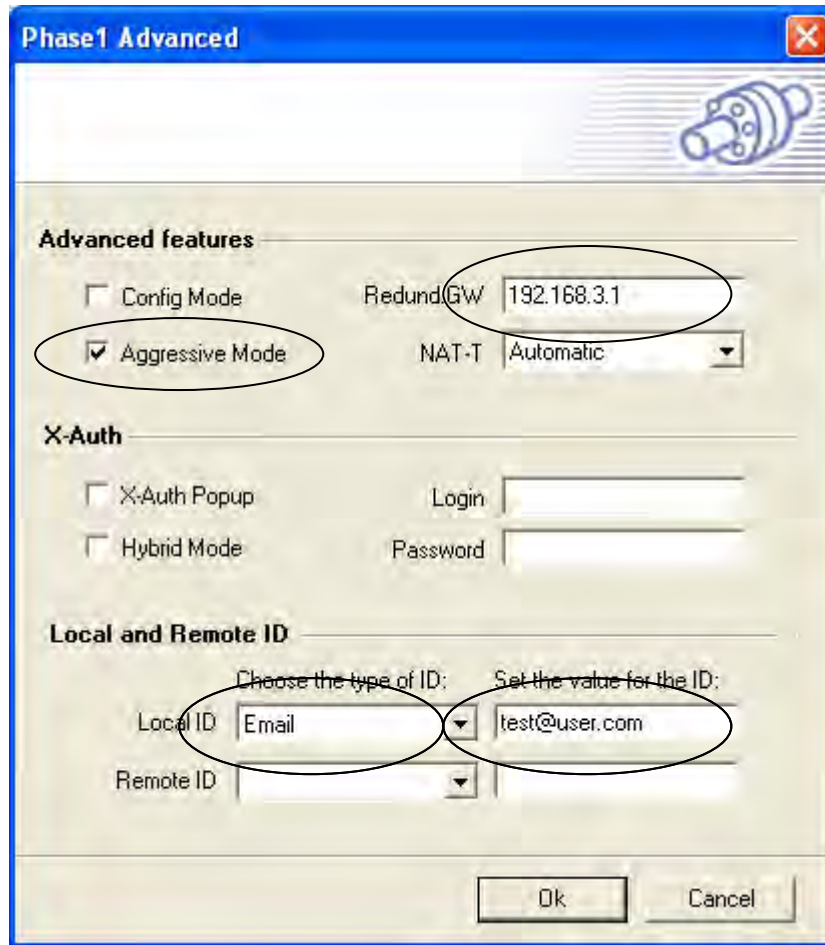 Phase1 Advanced
Advanced features
Config Mode
Redund.GW 192.168.3.1
Aggressive Mode
NAT-T Automatic
X-Auth
X-Auth Popup
Login
Hybrid Mode
Password
Local and Remote ID
Choose the type of ID: Set the value for the ID:
Local ID Email test@user.com
Remote ID
Ok Cancel